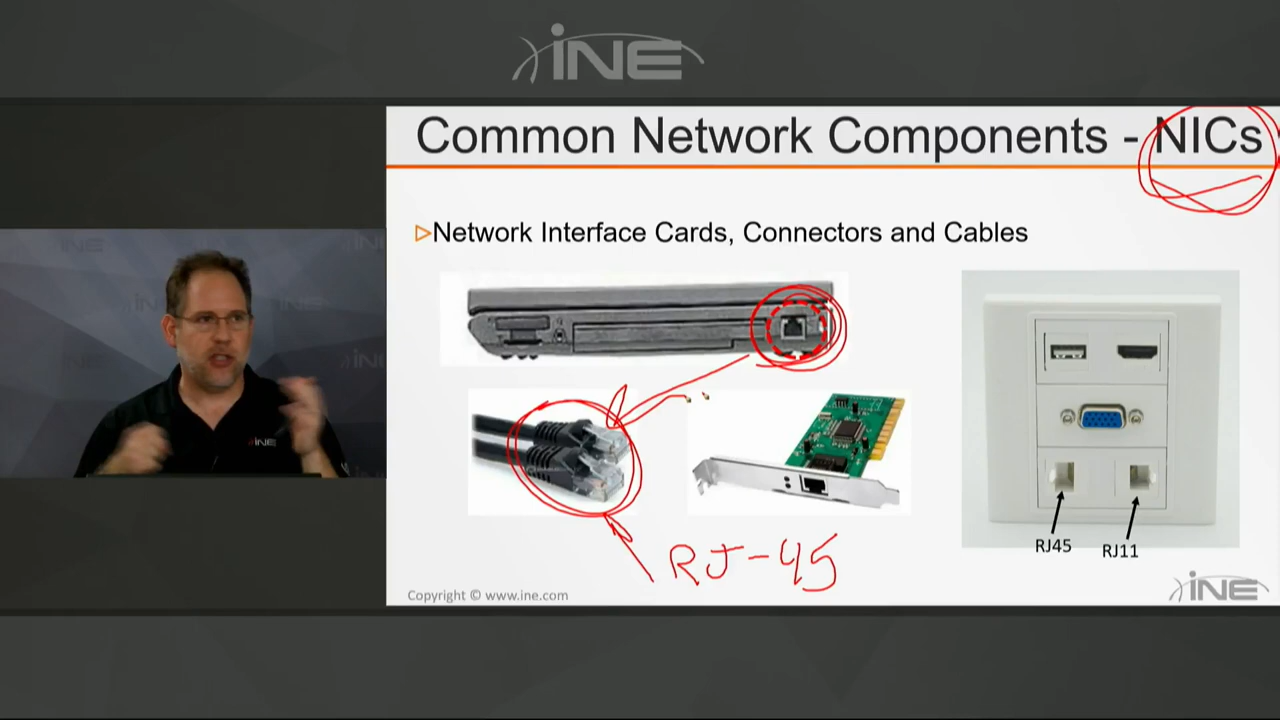 iNE
Common Network Components - NICs
Network Interface Cards, Connectors and Cables
iNE
RJ45
RJ11
RJ-45
Copyright © www.ine.com
iNE